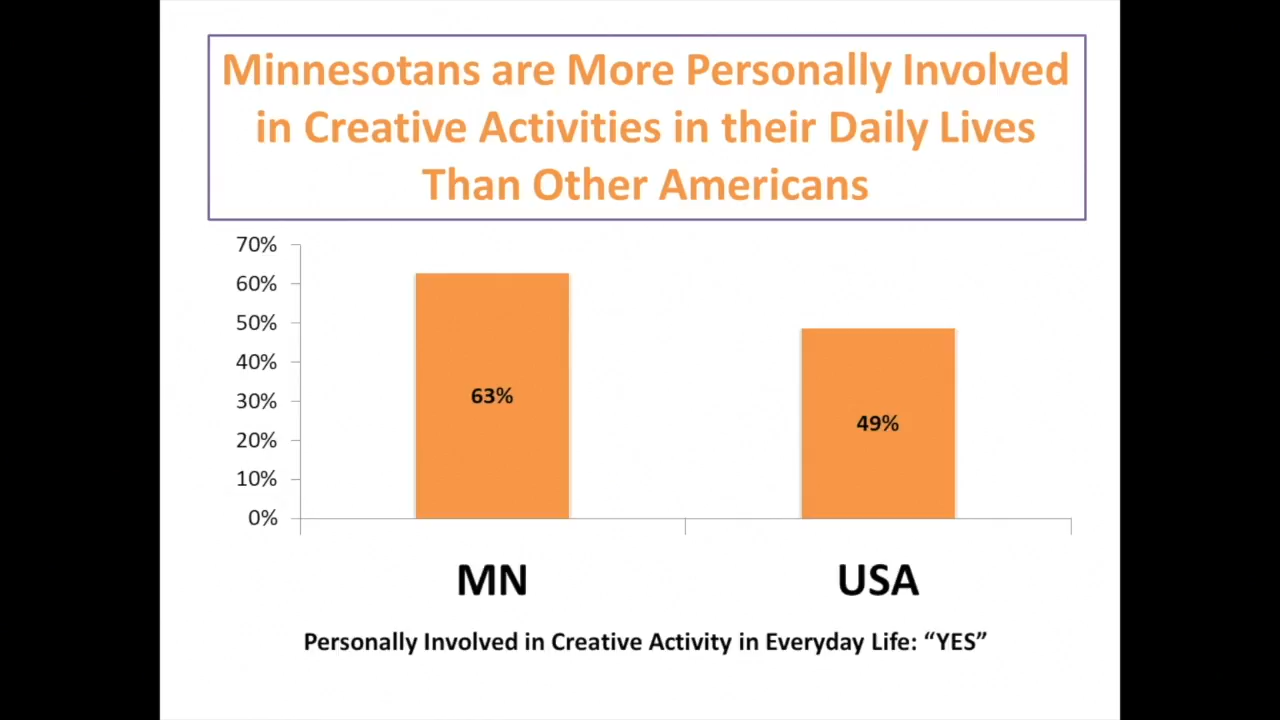 Minnesotans are More Personally Involved
in Creative Activities in their Daily Lives
Than Other Americans
70%
60%
50%
40%
30%
20%
10%
0%
63%
49%
MN
USA
Personally Involved in Creative Activity in Everyday Life: “YES”